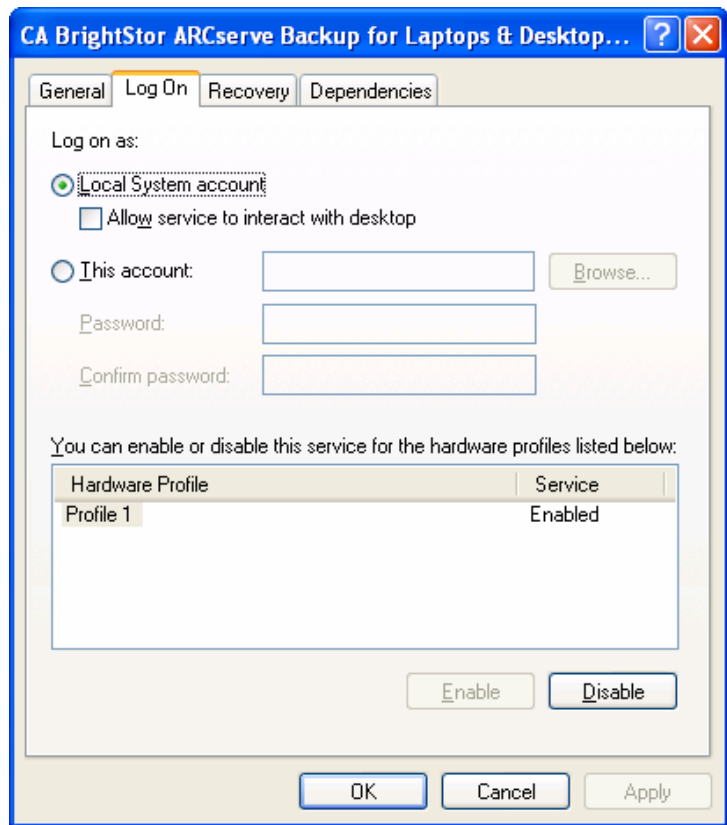 CA BrightStor ARCserve Backup for Laptops & Desktop...
General Log On Recovery Dependencies
Log on as:
Local System account
Allow service to interact with desktop
This account: Browse...
Password:
Confirm password:
You can enable or disable this service for the hardware profiles listed below:
Hardware Profile Service
Profile 1 Enabled
Enable Disable
OK Cancel Apply